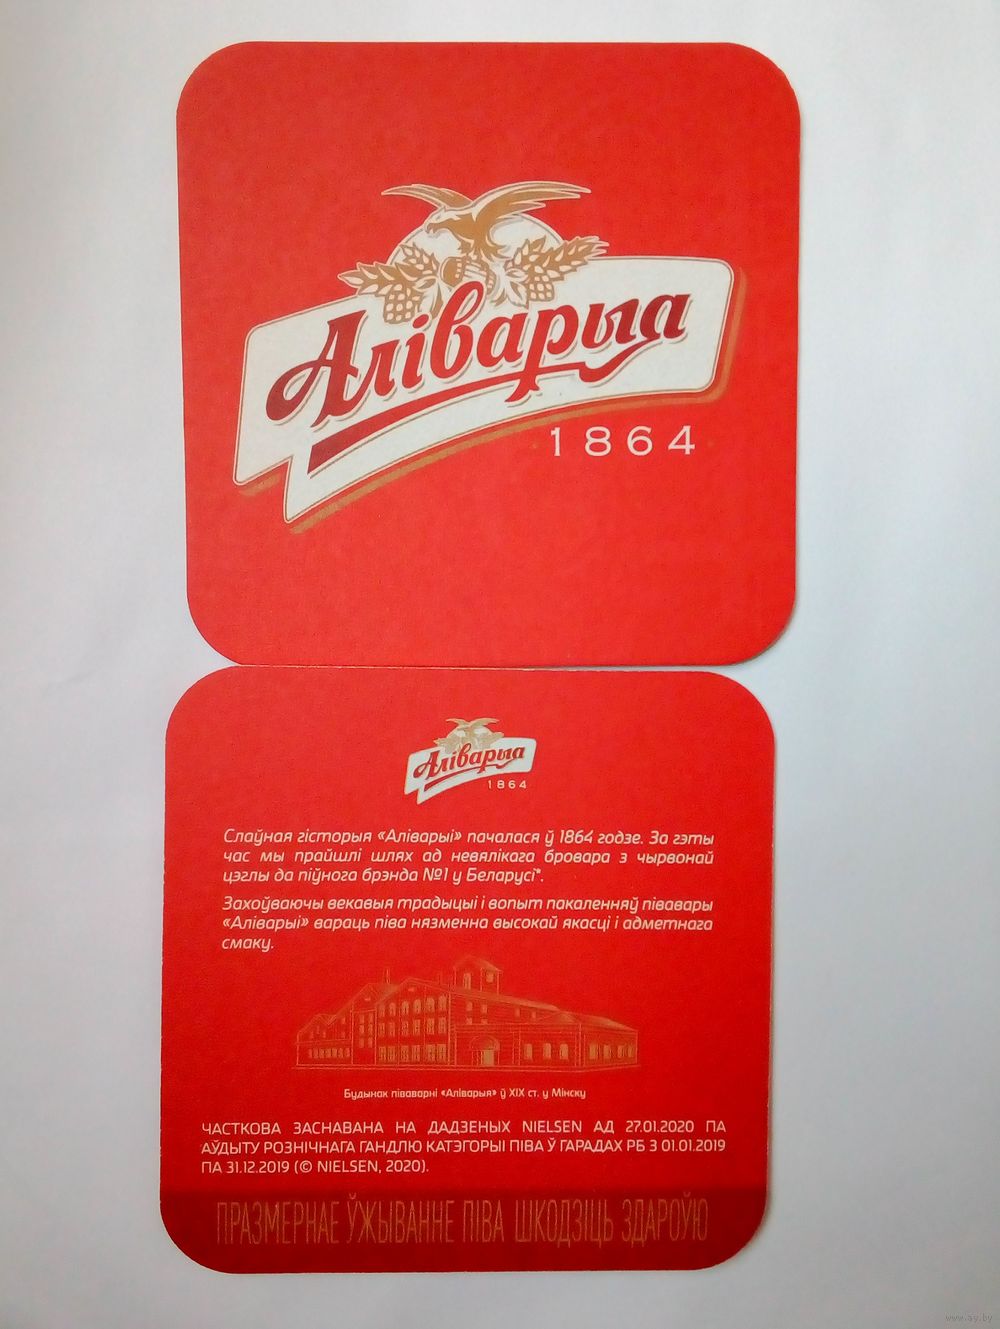 Аліварыя
1864
Аліварыя
1864
Слаўная гісторыя «Аліварыі» пачалася ў 1864 годзе. За гэты
час мы прайшлі шлях ад невялікага бровара з чырвонай
цэглы да піўнога брэнда №1 у Беларусі*.
Захоўваючы векавыя традыцыі і вопыт пакаленняў півавары
«Аліварыі» вараць піва нязменна высокай якасці і адметнага
смаку.
Будынак піваварні «Аліварыя» ў XIX ст. у Мінску
ЧАСТКОВА ЗАСНАВАНА НА ДАДЗЕНЫХ NIELSEN АД 27.01.2020 ПА
АЎДЫТУ РОЗНІЧНАГА ГАНДЛЮ КАТЭГОРЫІ ПІВА Ў ГАРАДАХ РБ З 01.01.2019
ПА 31.12.2019 (© NIELSEN, 2020).
ПРАЗМЕРНАЕ ЎЖЫВАННЕ ПІВА ШКОДЗІЦЬ ЗДАРОЎЮ
www.ay.by